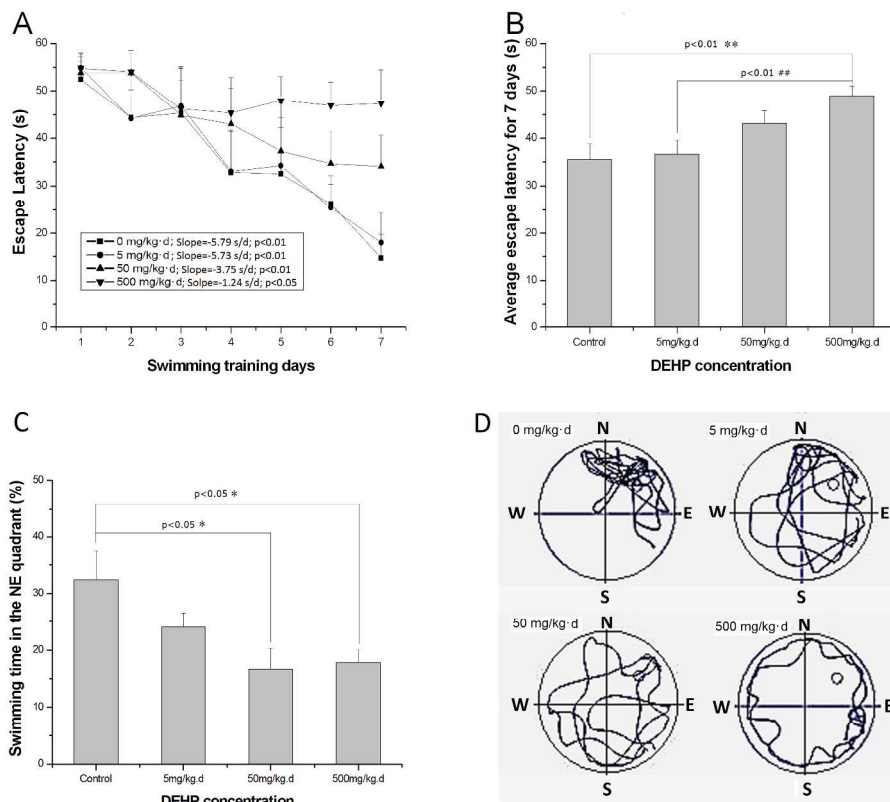 A
Escape Latency (s)
60
50
40
30
20
10
0
0 mg/kg·d; Slope=-5.79 s/d; p<0.01
5 mg/kg·d; Slope=-5.73 s/d; p<0.01
50 mg/kg·d; Slope=-3.75 s/d; p<0.01
500 mg/kg·d; Solpe=-1.24 s/d; p<0.05
1 2 3 4 5 6 7
Swimming training days
B
Average escape latency for 7 days (s)
60
50
40
30
20
10
0
p<0.01 **
p<0.01 ##
Control 5mg/kg.d 50mg/kg.d 500mg/kg.d
DEHP concentration
C
Swimming time in the NE quadrant (%)
50
40
30
20
10
0
p<0.05 *
p<0.05 *
Control 5mg/kg.d 50mg/kg.d 500mg/kg.d
DEHP concentration
D
0 mg/kg·d
N
W
E
S
5 mg/kg·d
N
W
E
S
50 mg/kg·d
N
W
E
S
500 mg/kg·d
N
W
E
S